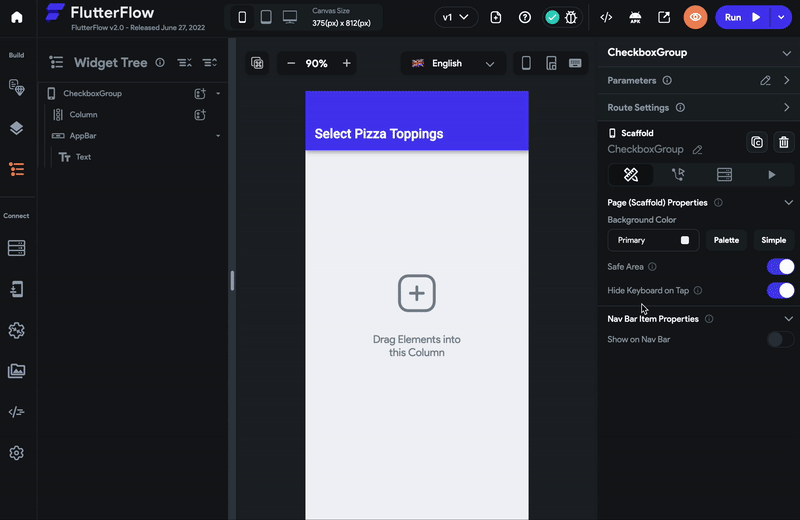 FlutterFlow
FlutterFlow v2.0 - Released June 27, 2022
Canvas Size
375(px) x 812(px)
v1
APK
Run
Build
Connect
Widget Tree
CheckboxGroup
Column
AppBar
Tt Text
90%
English
Select Pizza Toppings
Drag Elements into
this Column
CheckboxGroup
Parameters
Route Settings
Scaffold
CheckboxGroup
Page (Scaffold) Properties
Background Color
Primary
Palette
Simple
Safe Area
Hide Keyboard on Tap
Nav Bar Item Properties
Show on Nav Bar